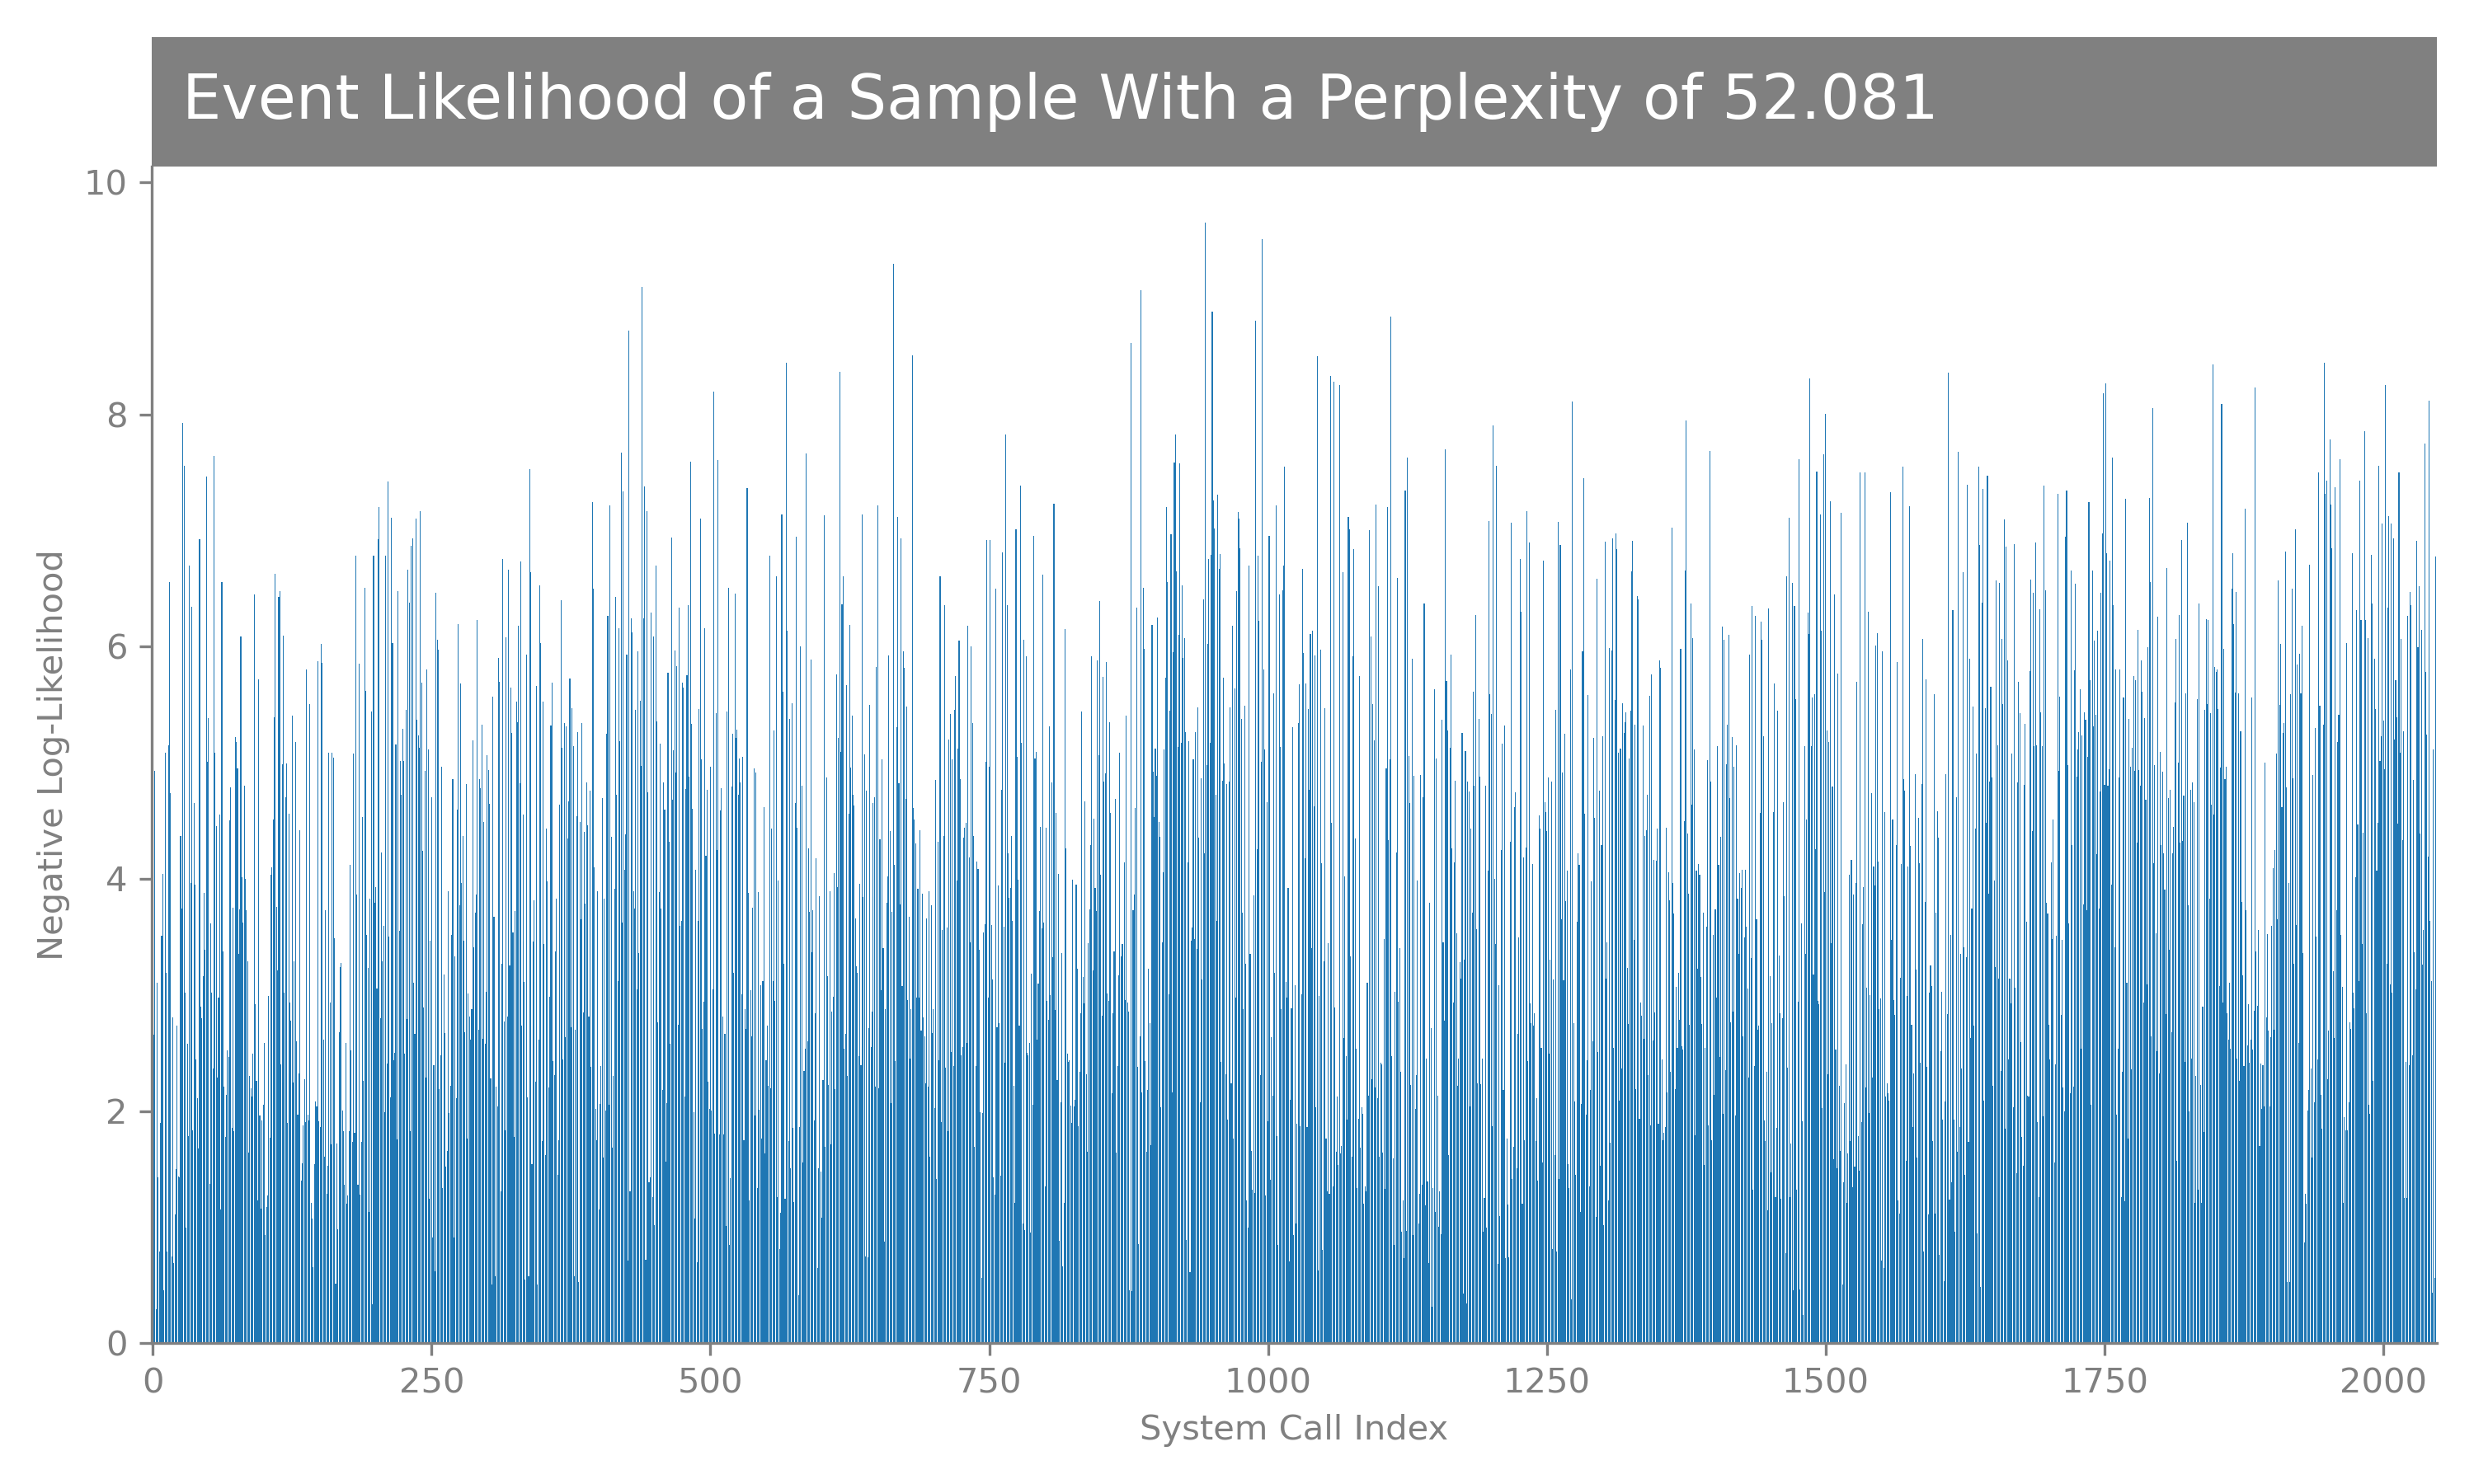 Event Likelihood of a Sample With a Perplexity of 52.081
10
8
6
4
2
0
Negative Log-Likelihood
0 250 500 750 1000 1250 1500 1750 2000
System Call Index